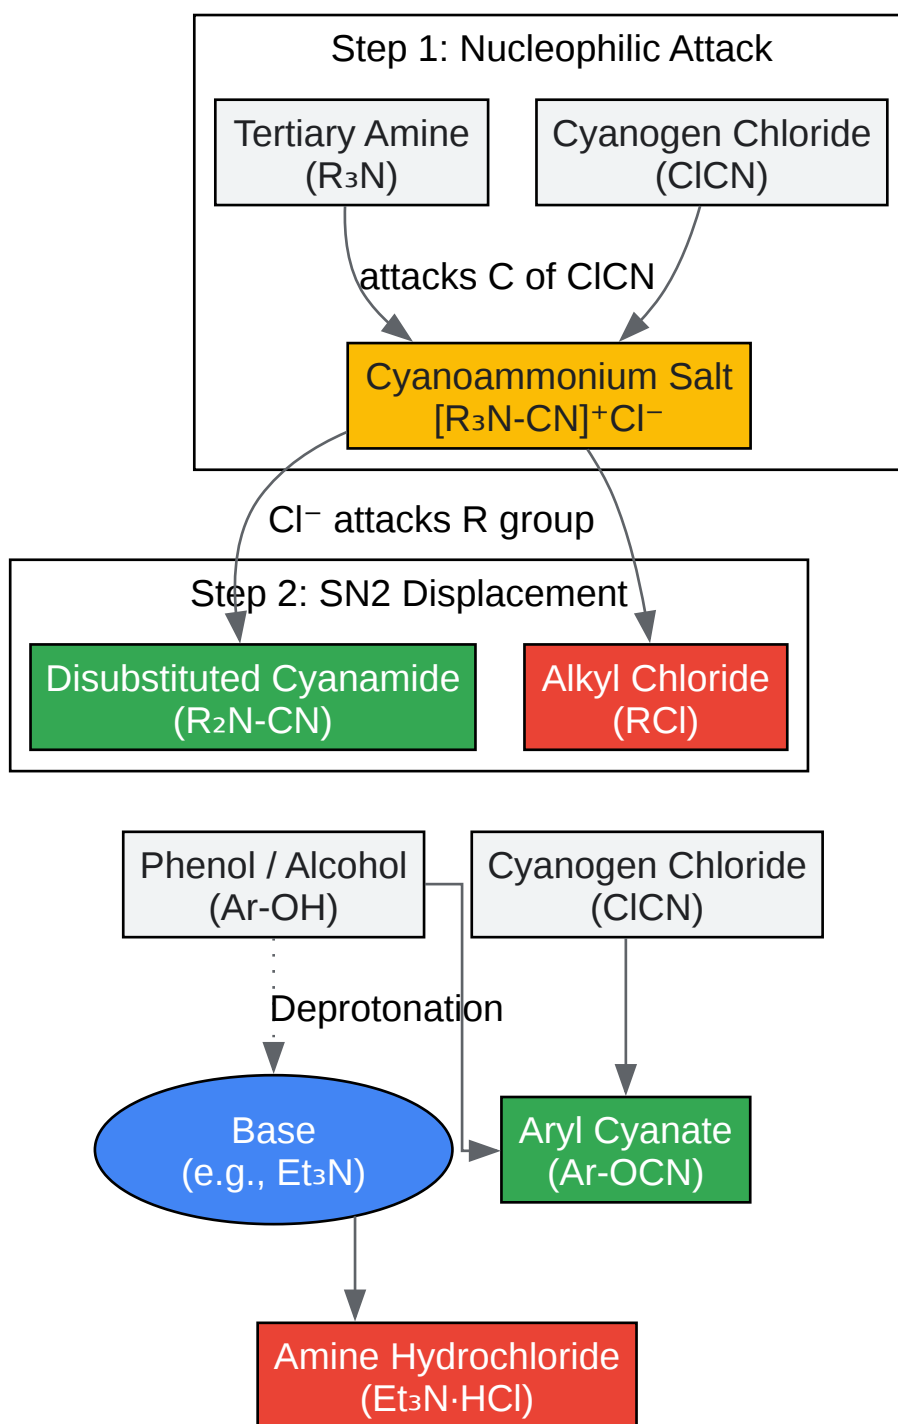 Step 1: Nucleophilic Attack
Tertiary Amine
(R₃N)
Cyanogen Chloride
(ClCN)
attacks C of ClCN
Cyanoammonium Salt
[R₃N-CN]⁺Cl⁻
Cl⁻ attacks R group
Step 2: SN2 Displacement
Disubstituted Cyanamide
(R₂N-CN)
Alkyl Chloride
(RCl)
Phenol / Alcohol
(Ar-OH)
Cyanogen Chloride
(ClCN)
Deprotonation
Base
(e.g., Et₃N)
Aryl Cyanate
(Ar-OCN)
Amine Hydrochloride
(Et₃N·HCl)